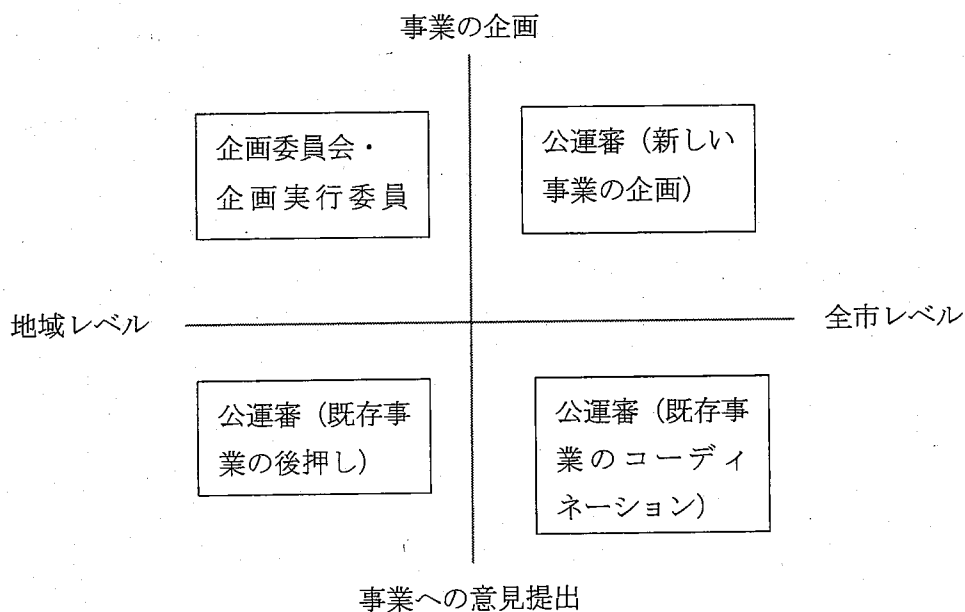 事業の企画
企画委員会・
企画実行委員
公運審（新しい
事業の企画）
地域レベル
全市レベル
公運審（既存事
業の後押し）
公運審（既存事
業のコーディ
ネーション）
事業への意見提出